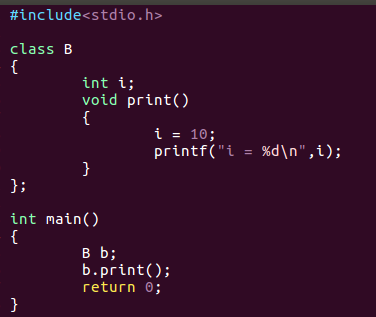 #include<stdio.h>
class B
{
int i;
void print()
{
i = 10;
printf("i = %d\n",i);
}
};
int main()
{
B b;
b.print();
return 0;
}